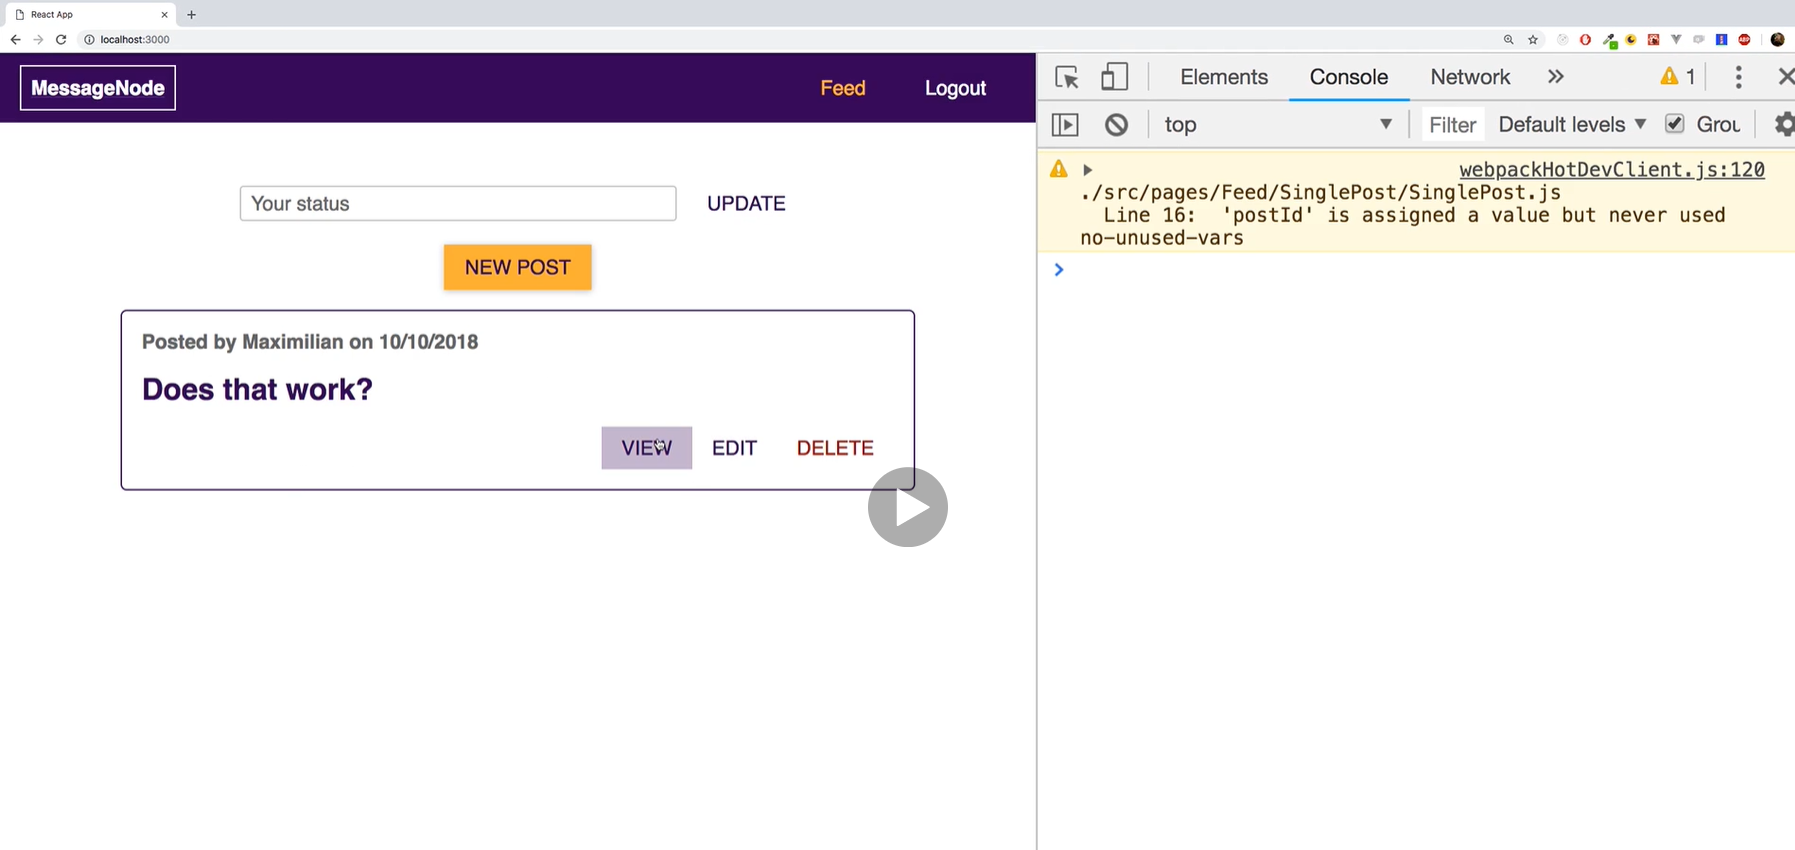 React App
localhost:3000
MessageNode
Feed
Logout
Elements
Console
Network
1
top
Filter
Default levels
Grou
Your status
UPDATE
NEW POST
Posted by Maximilian on 10/10/2018
Does that work?
VIEW
EDIT
DELETE
webpackHotDevClient.js:120
./src/pages/Feed/SinglePost/SinglePost.js
Line 16:  'postId' is assigned a value but never used
no-unused-vars